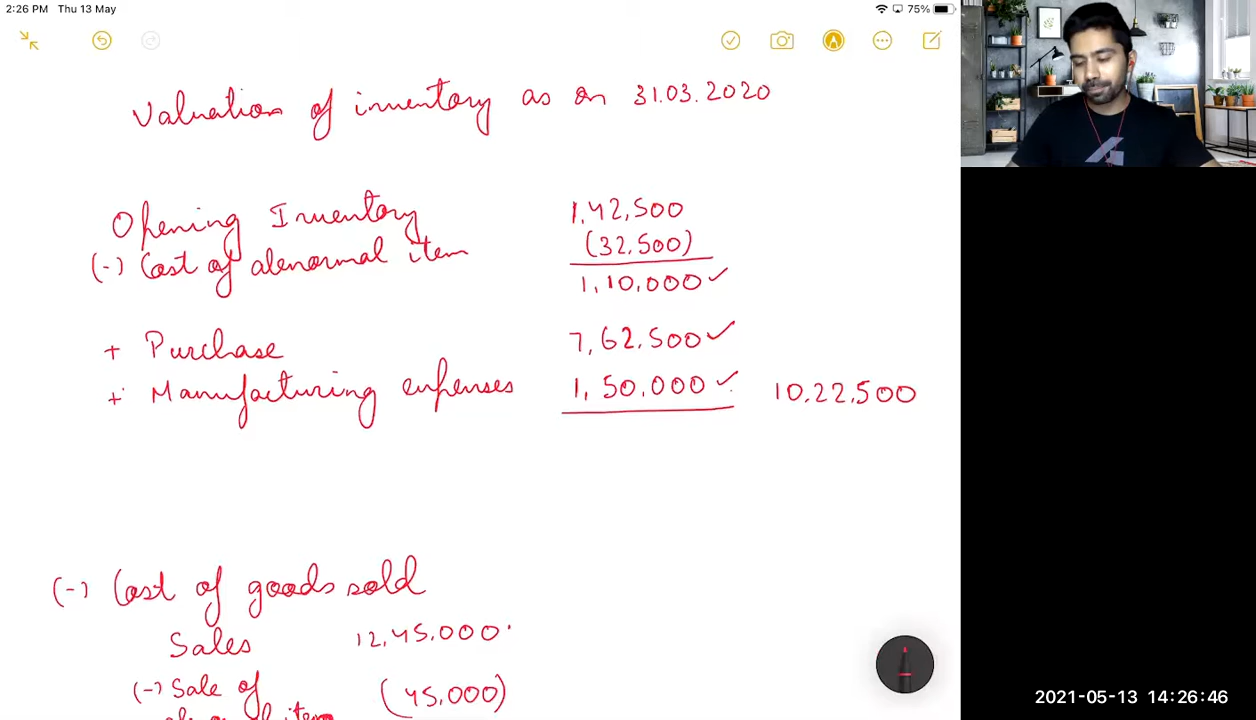 2:26 PM Thu 13 May
75%
Valuation of inventory as on 31.03.2020
Opening Inventory 1,42,500
(-) Cost of abnormal item (32,500)
1,10,000 ✓
+ Purchase 7,62,500 ✓
+ Manufacturing expenses 1,50,000 ✓ 10,22,500
(-) Cost of goods sold
Sales 12,45,000
(-) Sale of (45,000)
item
2021-05-13 14:26:46